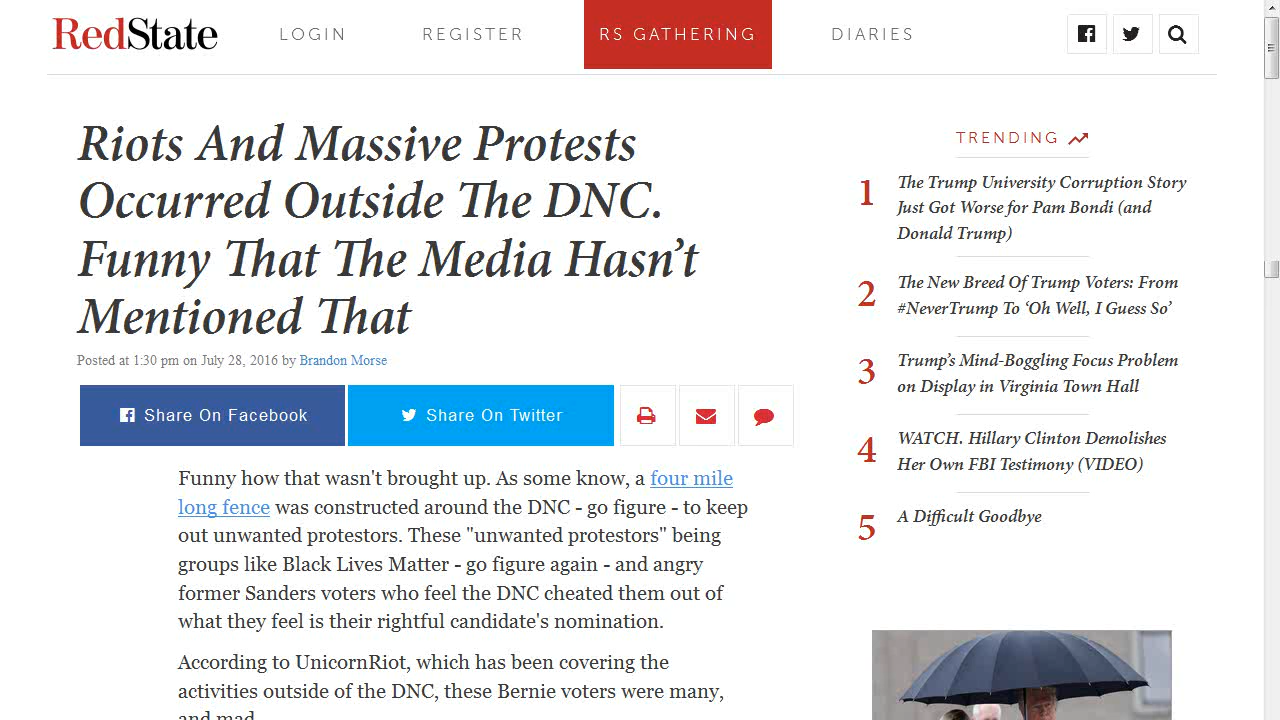 RedState
LOGIN
REGISTER
RS GATHERING
DIARIES
Riots And Massive Protests
Occurred Outside The DNC.
Funny That The Media Hasn't
Mentioned That
Posted at 1:30 pm on July 28, 2016 by Brandon Morse
Share On Facebook
Share On Twitter
Funny how that wasn't brought up. As some know, a four mile
long fence was constructed around the DNC - go figure - to keep
out unwanted protestors. These "unwanted protestors" being
groups like Black Lives Matter - go figure again - and angry
former Sanders voters who feel the DNC cheated them out of
what they feel is their rightful candidate's nomination.
According to UnicornRiot, which has been covering the
activities outside of the DNC, these Bernie voters were many,
and mad
TRENDING
1
The Trump University Corruption Story
Just Got Worse for Pam Bondi (and
Donald Trump)
2
The New Breed Of Trump Voters: From
#NeverTrump To ‘Oh Well, I Guess So’
3
Trump's Mind-Boggling Focus Problem
on Display in Virginia Town Hall
4
WATCH. Hillary Clinton Demolishes
Her Own FBI Testimony (VIDEO)
5
A Difficult Goodbye